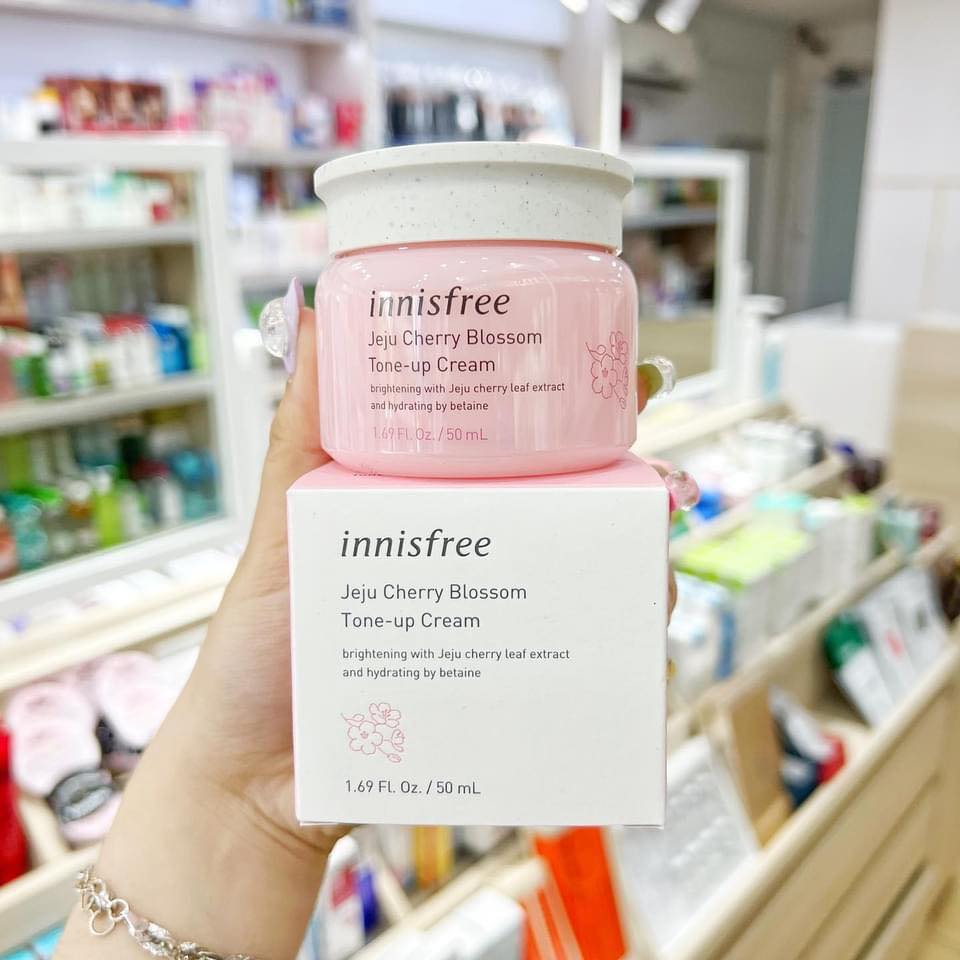 innisfree
Jeju Cherry Blossom
Tone-up Cream
brightening with Jeju cherry leaf extract
and hydrating by betaine
1.69 Fl. Oz. / 50 mL
innisfree
Jeju Cherry Blossom
Tone-up Cream
brightening with Jeju cherry leaf extract
and hydrating by betaine
1.69 Fl. Oz. / 50 mL